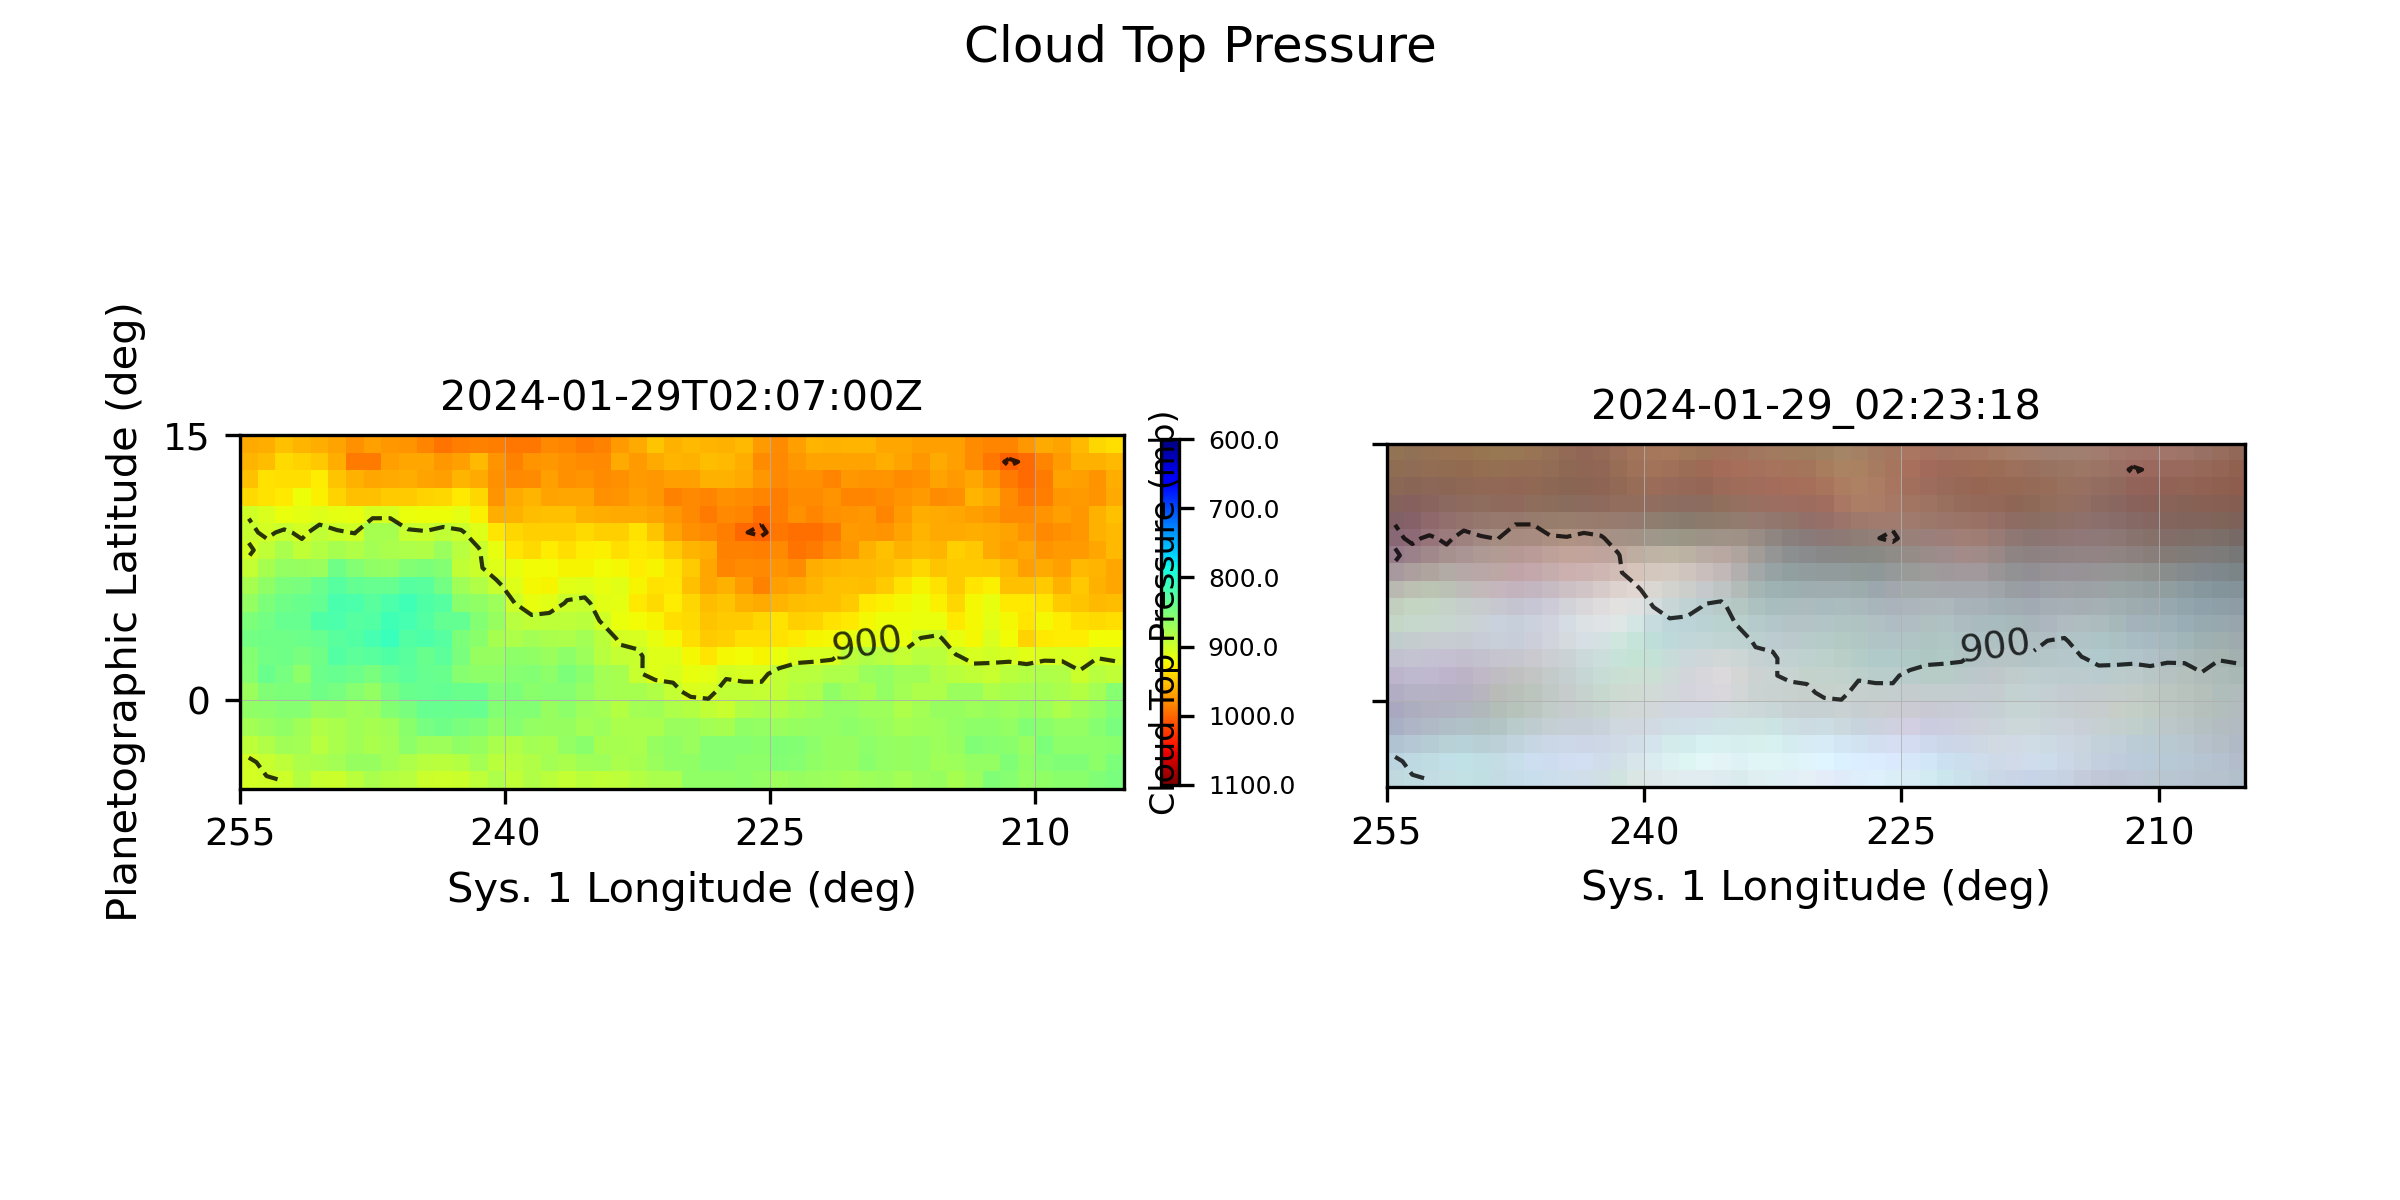 Cloud Top Pressure
2024-01-29T02:07:00Z
Planetographic Latitude (deg)
15
0
900
255 240 225 210
Sys. 1 Longitude (deg)
Cloud Top Pressure (mb)
600.0
700.0
800.0
900.0
1000.0
1100.0
2024-01-29_02:23:18
900
255 240 225 210
Sys. 1 Longitude (deg)